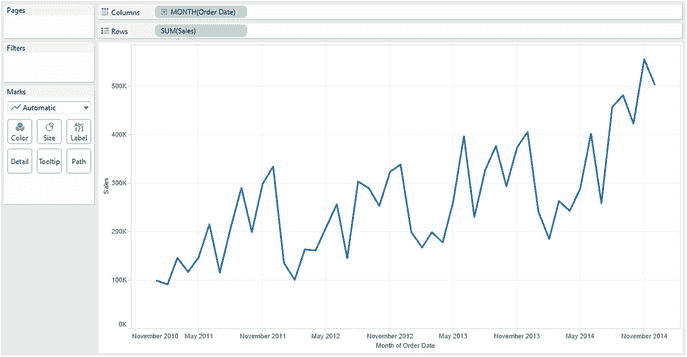 Pages
Columns
MONTH(Order Date)
Rows
SUM(Sales)
Filters
Marks
Automatic
Color
Size
Label
Detail
Tooltip
Path
500K
400K
300K
200K
100K
0K
Sales
November 2010
May 2011
November 2011
May 2012
November 2012
May 2013
November 2013
May 2014
November 2014
Month of Order Date